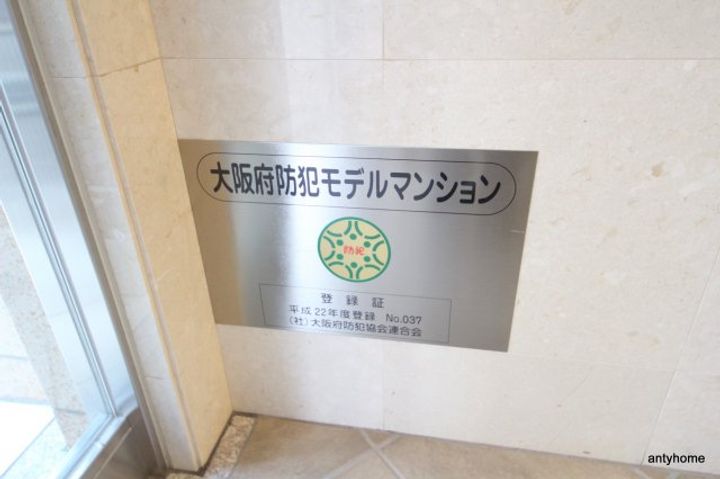 大阪府防犯モデルマンション
防犯
登録証
平成22年度登録 No.037
(社)大阪府防犯協会連合会
antyhome